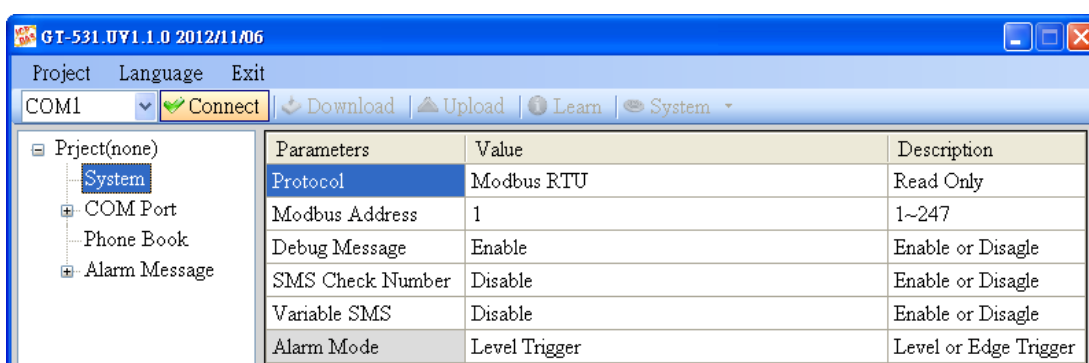 GT-531.UV1.1.0 2012/11/06
Project Language Exit
COM1 Connect Download Upload Learn System
Prject(none)
System
COM Port
Phone Book
Alarm Message
Parameters Value Description
Protocol Modbus RTU Read Only
Modbus Address 1 1~247
Debug Message Enable Enable or Disagle
SMS Check Number Disable Enable or Disagle
Variable SMS Disable Enable or Disagle
Alarm Mode Level Trigger Level or Edge Trigger